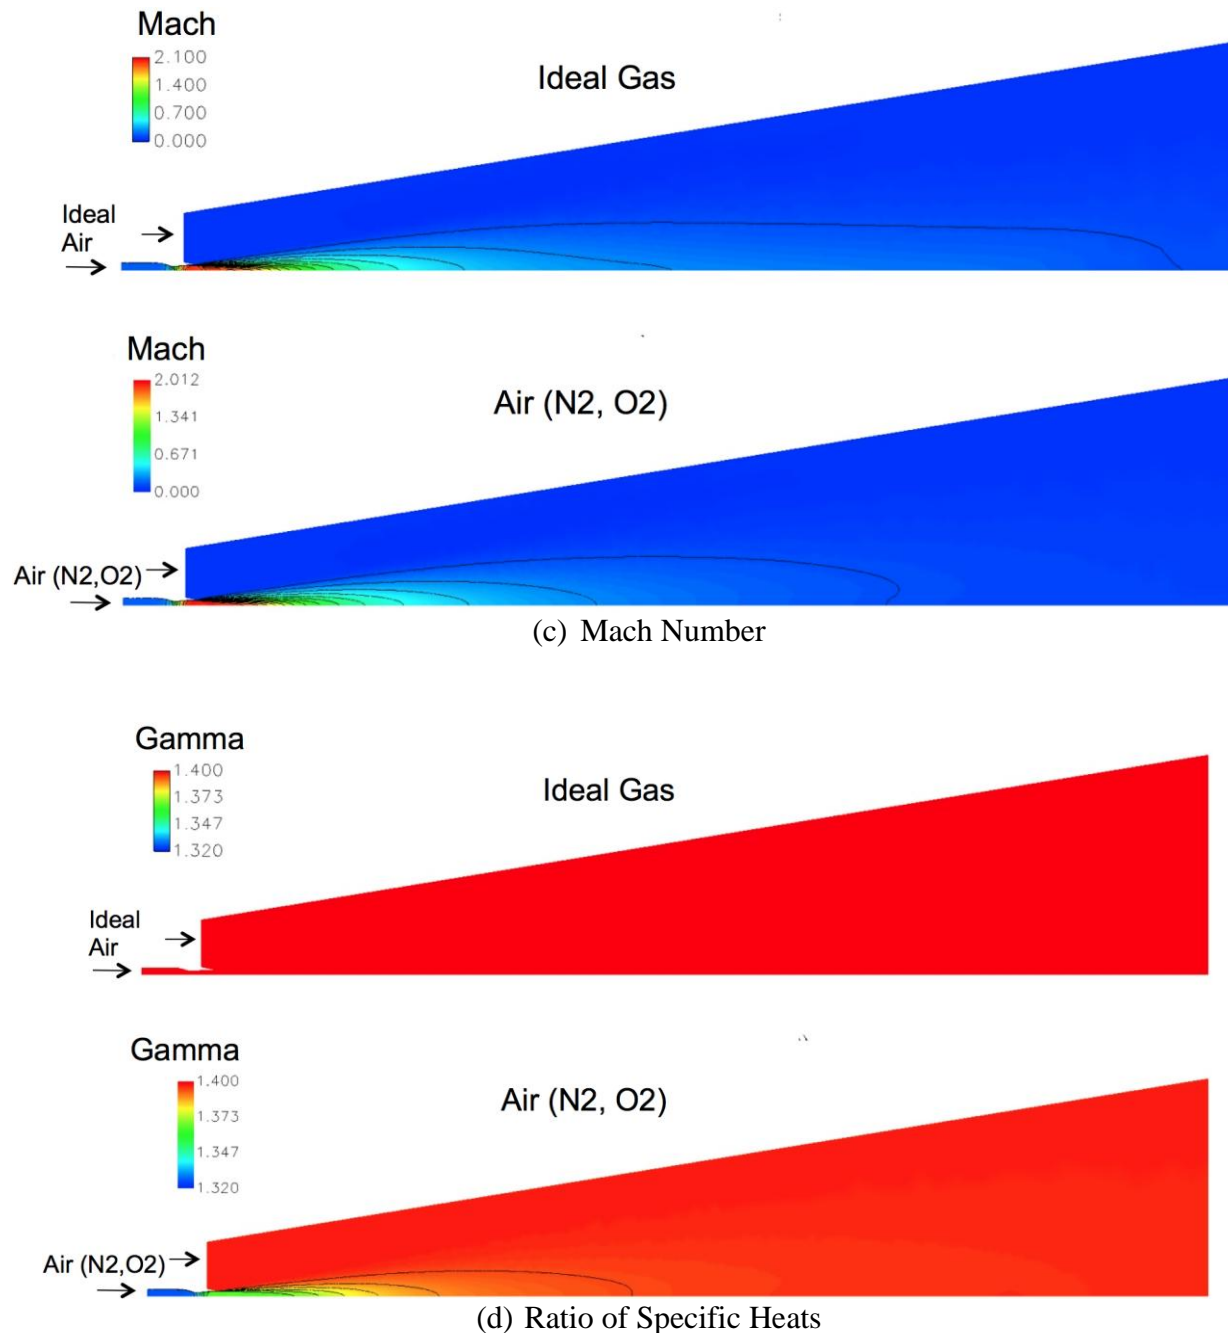 Mach
2.100
1.400
0.700
0.000
Ideal Gas
Ideal
Air
Mach
2.012
1.341
0.671
0.000
Air (N2, O2)
Air (N2,O2)
(c) Mach Number
Gamma
1.400
1.373
1.347
1.320
Ideal Gas
Ideal
Air
Gamma
1.400
1.373
1.347
1.320
Air (N2, O2)
Air (N2,O2)
(d) Ratio of Specific Heats